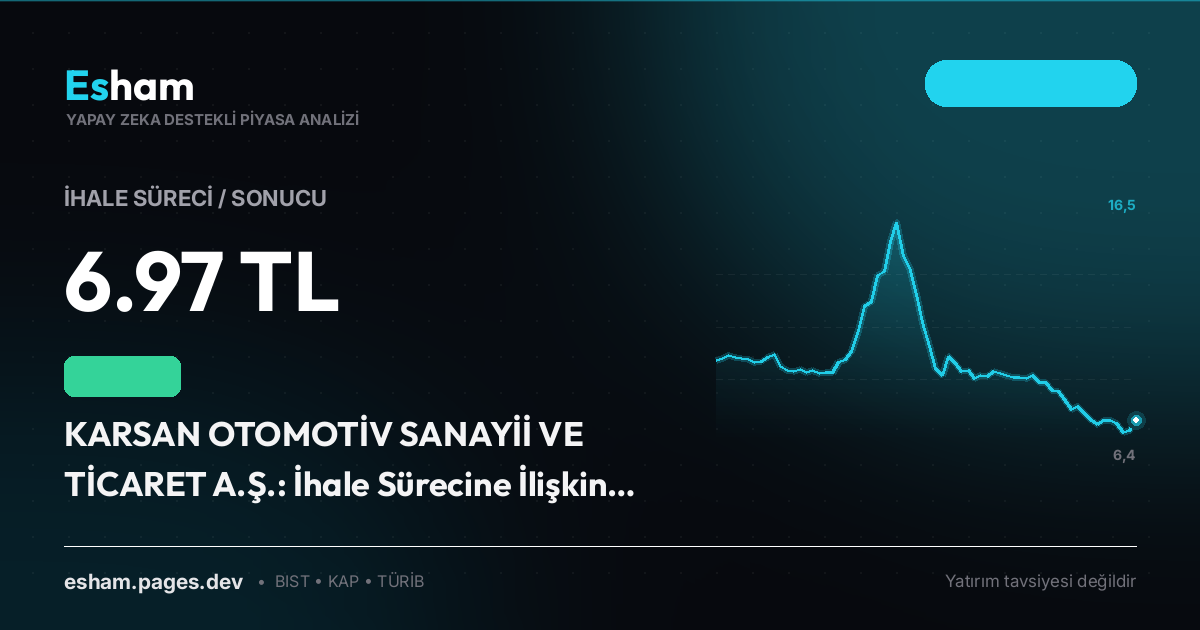 Esham
YAPAY ZEKA DESTEKLİ PİYASA ANALİZİ
İHALE SÜRECİ / SONUCU
6.97 TL
16,5
6,4
KARSAN OTOMOTİV SANAYİİ VE
TİCARET A.Ş.: İhale Sürecine İlişkin...
esham.pages.dev • BIST • KAP • TÜRİB
Yatırım tavsiyesi değildir